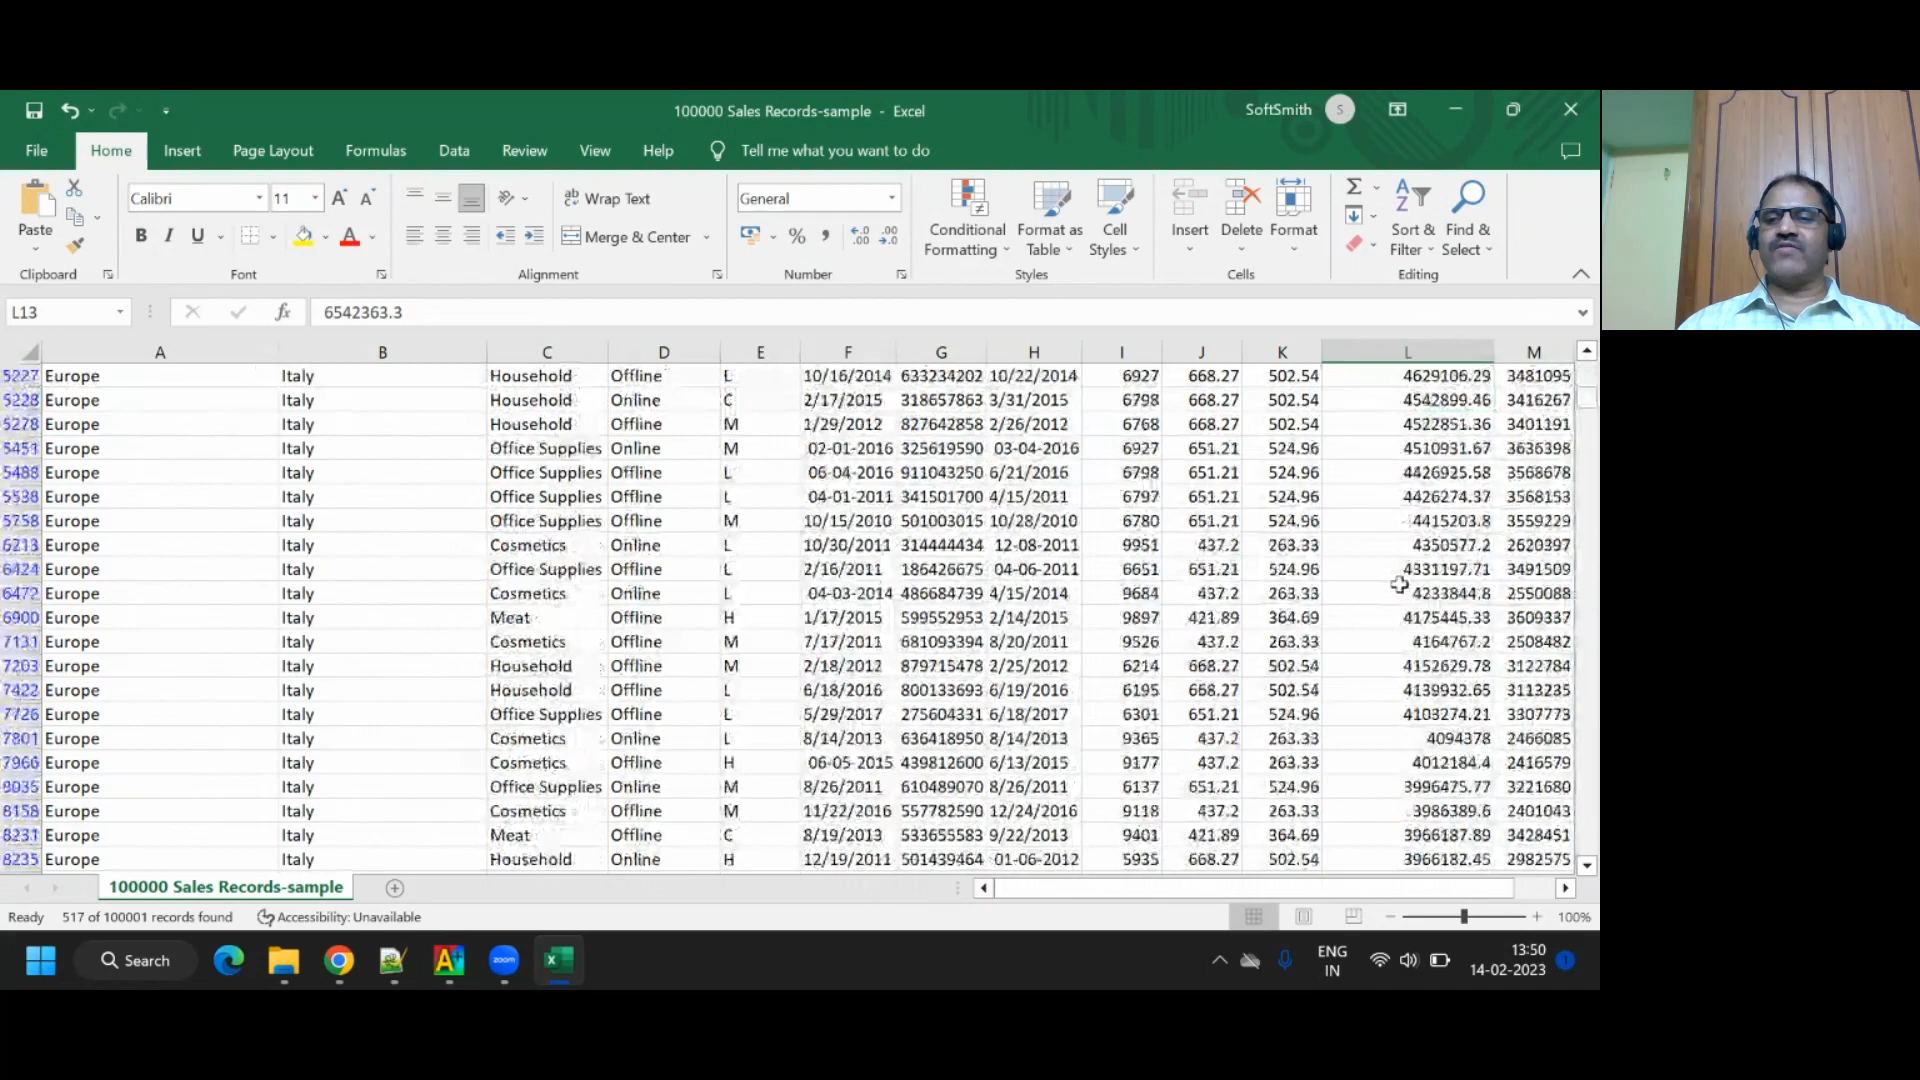 100000 Sales Records-sample - Excel
SoftSmith S
File Home Insert Page Layout Formulas Data Review View Help Tell me what you want to do
Paste
Clipboard
Calibri 11
B I U
Font
Wrap Text
Merge & Center
Alignment
General
% , .00
Number
Conditional Formatting
Format as Table
Cell Styles
Styles
Insert Delete Format
Cells
Sort & Filter
Find & Select
Editing
L13 fx 6542363.3
A B C D E F G H I J K L M
5227 Europe Italy Household Offline L 10/16/2014 633234202 10/22/2014 6927 668.27 502.54 4629106.29 3481095
5228 Europe Italy Household Online C 2/17/2015 318657863 3/31/2015 6798 668.27 502.54 4542899.46 3416267
5278 Europe Italy Household Offline M 1/29/2012 827642858 2/26/2012 6768 668.27 502.54 4522851.36 3401191
5451 Europe Italy Office Supplies Online M 02-01-2016 325619590 03-04-2016 6927 651.21 524.96 4510931.67 3636398
5488 Europe Italy Office Supplies Offline L 06-04-2016 911043250 6/21/2016 6798 651.21 524.96 4426925.58 3568678
5538 Europe Italy Office Supplies Offline L 04-01-2011 341501700 4/15/2011 6797 651.21 524.96 4426274.37 3568153
5758 Europe Italy Office Supplies Offline M 10/15/2010 501003015 10/28/2010 6780 651.21 524.96 4415203.8 3559229
6213 Europe Italy Cosmetics Online L 10/30/2011 314444434 12-08-2011 9951 437.2 263.33 4350577.2 2620397
6424 Europe Italy Office Supplies Offline L 2/16/2011 186426675 04-06-2011 6651 651.21 524.96 4331197.71 3491509
6472 Europe Italy Cosmetics Online L 04-03-2014 486684739 4/15/2014 9684 437.2 263.33 4233844.8 2550088
6900 Europe Italy Meat Offline H 1/17/2015 599552953 2/14/2015 9897 421.89 364.69 4175445.33 3609337
7131 Europe Italy Cosmetics Offline M 7/17/2011 681093394 8/20/2011 9526 437.2 263.33 4164767.2 2508482
7203 Europe Italy Household Offline M 2/18/2012 879715478 2/25/2012 6214 668.27 502.54 4152629.78 3122784
7422 Europe Italy Household Offline L 6/18/2016 800133693 6/19/2016 6195 668.27 502.54 4139932.65 3113235
7726 Europe Italy Office Supplies Offline L 5/29/2017 275604331 6/18/2017 6301 651.21 524.96 4103274.21 3307773
7801 Europe Italy Cosmetics Online L 8/14/2013 636418950 8/14/2013 9365 437.2 263.33 4094378 2466085
7966 Europe Italy Cosmetics Offline H 06-05-2015 439812600 6/13/2015 9177 437.2 263.33 4012184.4 2416579
8035 Europe Italy Office Supplies Online M 8/26/2011 610489070 8/26/2011 6137 651.21 524.96 3996475.77 3221680
8158 Europe Italy Cosmetics Offline M 11/22/2016 557782590 12/24/2016 9118 437.2 263.33 3986389.6 2401043
8231 Europe Italy Meat Offline C 8/19/2013 533655583 9/22/2013 9401 421.89 364.69 3966187.89 3428451
8235 Europe Italy Household Online H 12/19/2011 501439464 01-06-2012 5935 668.27 502.54 3966182.45 2982575
100000 Sales Records-sample
Ready 517 of 100001 records found Accessibility: Unavailable 100%
Search zoom ENG IN 13:50 14-02-2023 1